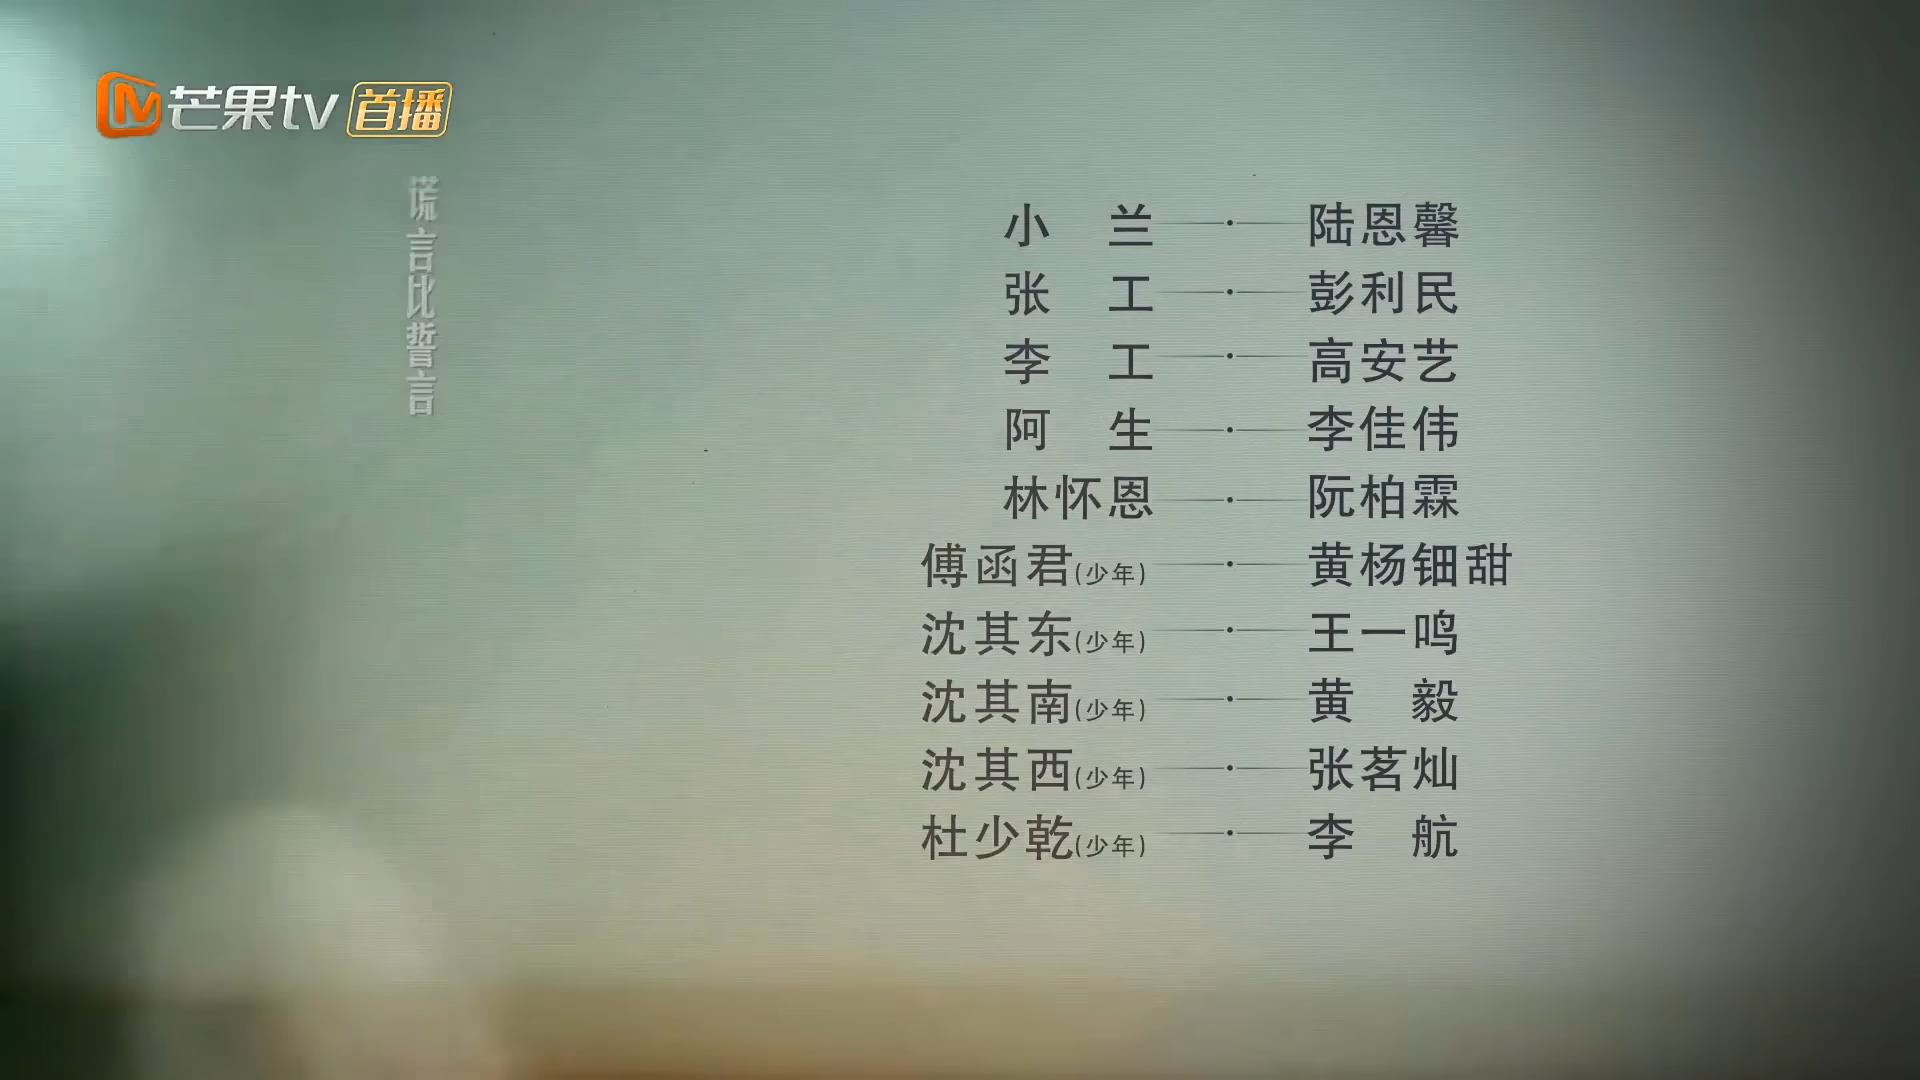 芒果tv 首播
谎言比誓言
小兰 陆恩馨
张工 彭利民
李工 高安艺
阿生 李佳伟
林怀恩 阮柏霖
傅函君(少年) 黄杨钿甜
沈其东(少年) 王一鸣
沈其南(少年) 黄毅
沈其西(少年) 张茗灿
杜少乾(少年) 李航